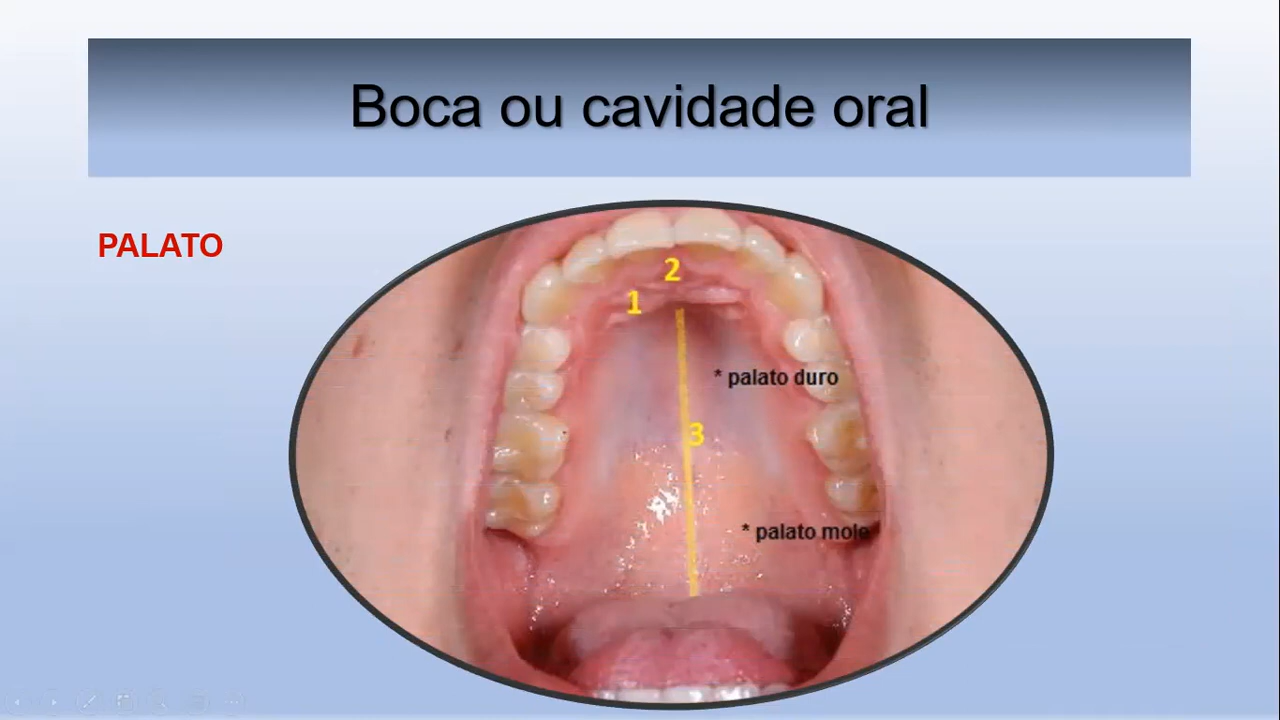 Boca ou cavidade oral
PALATO
2
1
* palato duro
3
* palato mole